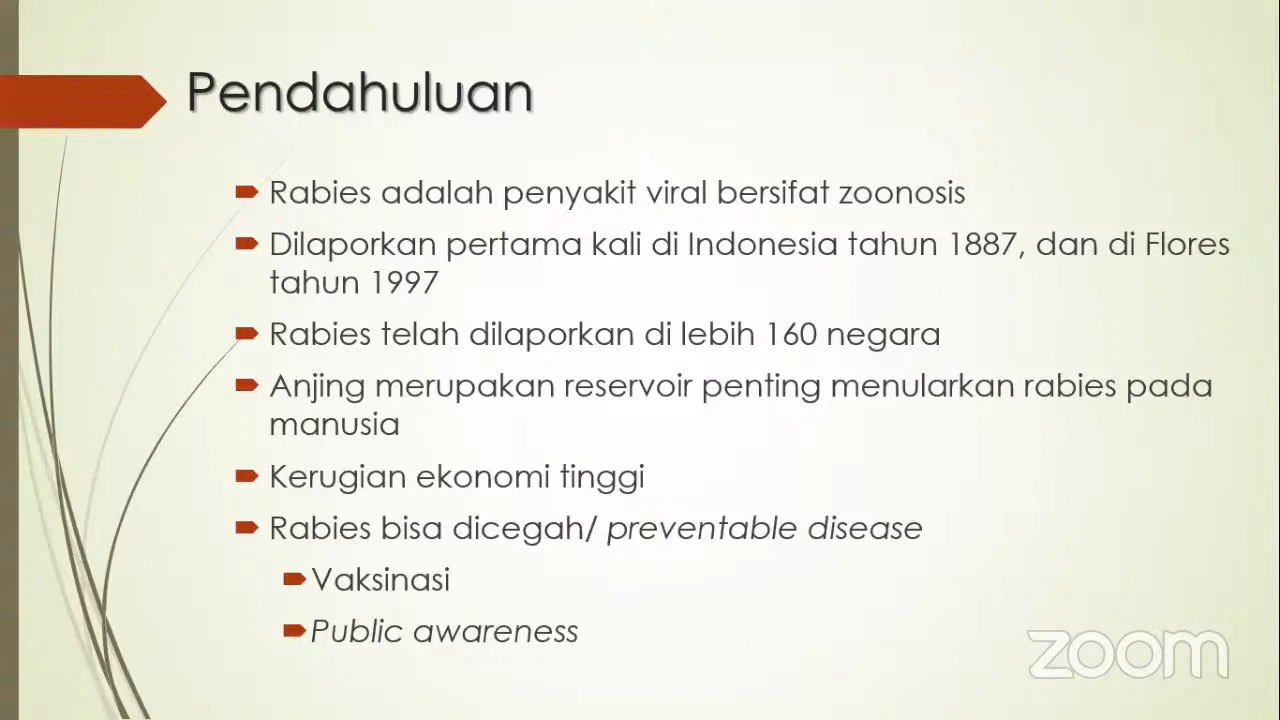 Pendahuluan
Rabies adalah penyakit viral bersifat zoonosis
Dilaporkan pertama kali di Indonesia tahun 1887, dan di Flores
tahun 1997
Rabies telah dilaporkan di lebih 160 negara
Anjing merupakan reservoir penting menularkan rabies pada
manusia
Kerugian ekonomi tinggi
Rabies bisa dicegah/ preventable disease
Vaksinasi
Public awareness
zoom